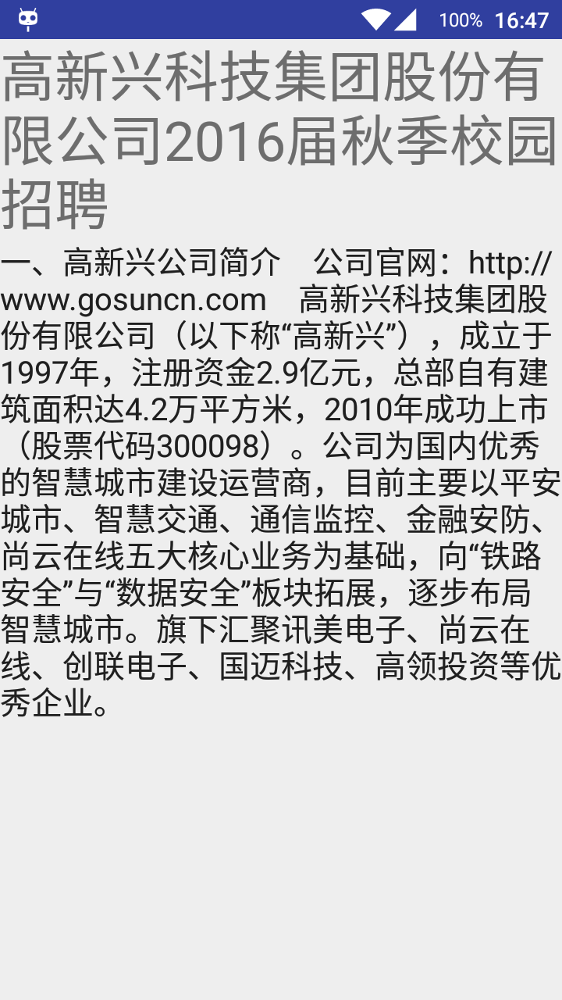 100% 16:47
高新兴科技集团股份有
限公司2016届秋季校园
招聘
一、高新兴公司简介　公司官网：http://
www.gosuncn.com　高新兴科技集团股
份有限公司（以下称“高新兴”），成立于
1997年，注册资金2.9亿元，总部自有建
筑面积达4.2万平方米，2010年成功上市
（股票代码300098）。公司为国内优秀
的智慧城市建设运营商，目前主要以平安
城市、智慧交通、通信监控、金融安防、
尚云在线五大核心业务为基础，向“铁路
安全”与“数据安全”板块拓展，逐步布局
智慧城市。旗下汇聚讯美电子、尚云在
线、创联电子、国迈科技、高领投资等优
秀企业。